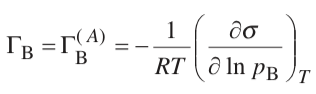 Γ_B = Γ_B^(A) = − 1/RT (∂σ/∂ ln p_B)_T